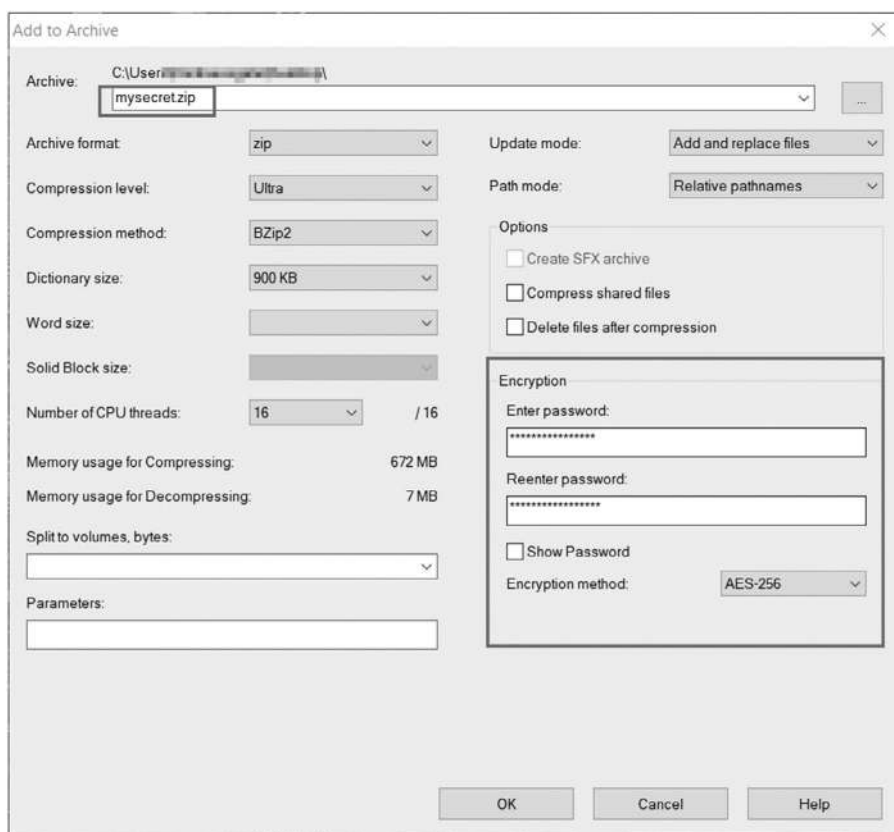 Add to Archive
Archive:
C:\User
\
mysecret.zip
...
Archive format:
zip
Update mode:
Add and replace files
Compression level:
Ultra
Path mode:
Relative pathnames
Compression method:
BZip2
Options
Create SFX archive
Dictionary size:
900 KB
Compress shared files
Word size:
Delete files after compression
Solid Block size:
Encryption
Number of CPU threads:
16
/ 16
Enter password:
****************
Memory usage for Compressing:
672 MB
Reenter password:
Memory usage for Decompressing:
7 MB
*****************
Split to volumes, bytes:
Show Password
Encryption method:
AES-256
Parameters:
OK
Cancel
Help